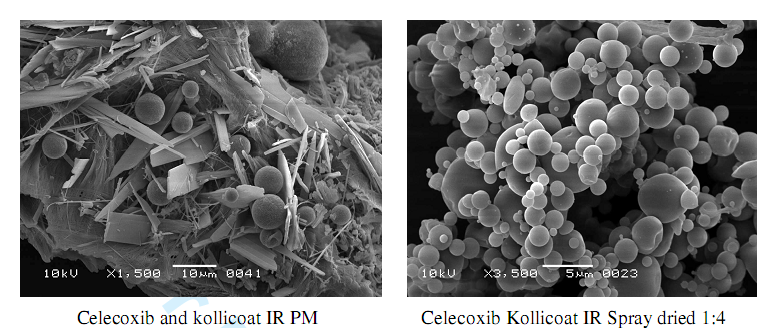 10kV X1,500 10μm 0041
10kV X3,500 5μm 0023
Celecoxib and kollicoat IR PM
Celecoxib Kollicoat IR Spray dried 1:4